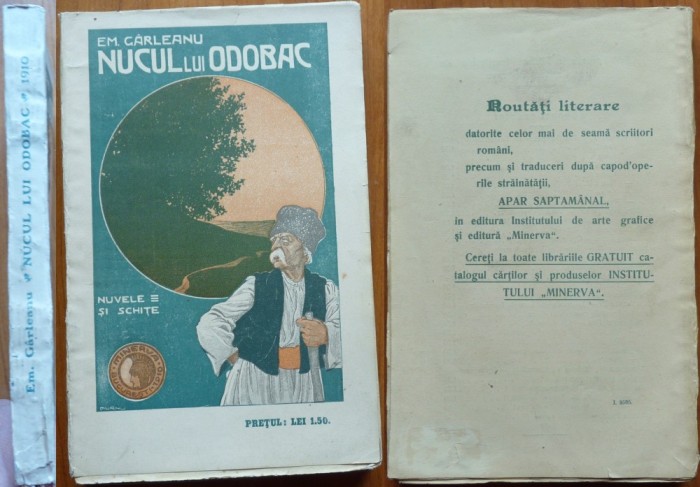 Em. Gârleanu * NUCUL LUI ODOBAC * 1910
EM. GÂRLEANU
NUCUL LUI ODOBAC
NUVELE
ȘI SCHIȚE
MINERVA
BUCUREȘTI
PREȚUL: LEI 1.50.
Noutăți literare
datorite celor mai de seamă scriitori
români,
precum și traduceri după capod'ope-
rile străinătății,
APAR SAPTAMÂNAL,
in editura Institutului de arte grafice
și editură „Minerva“.
Cereți la toate librăriile GRATUIT ca-
talogul cărților și produselor INSTITU-
TULUI „MINERVA“.